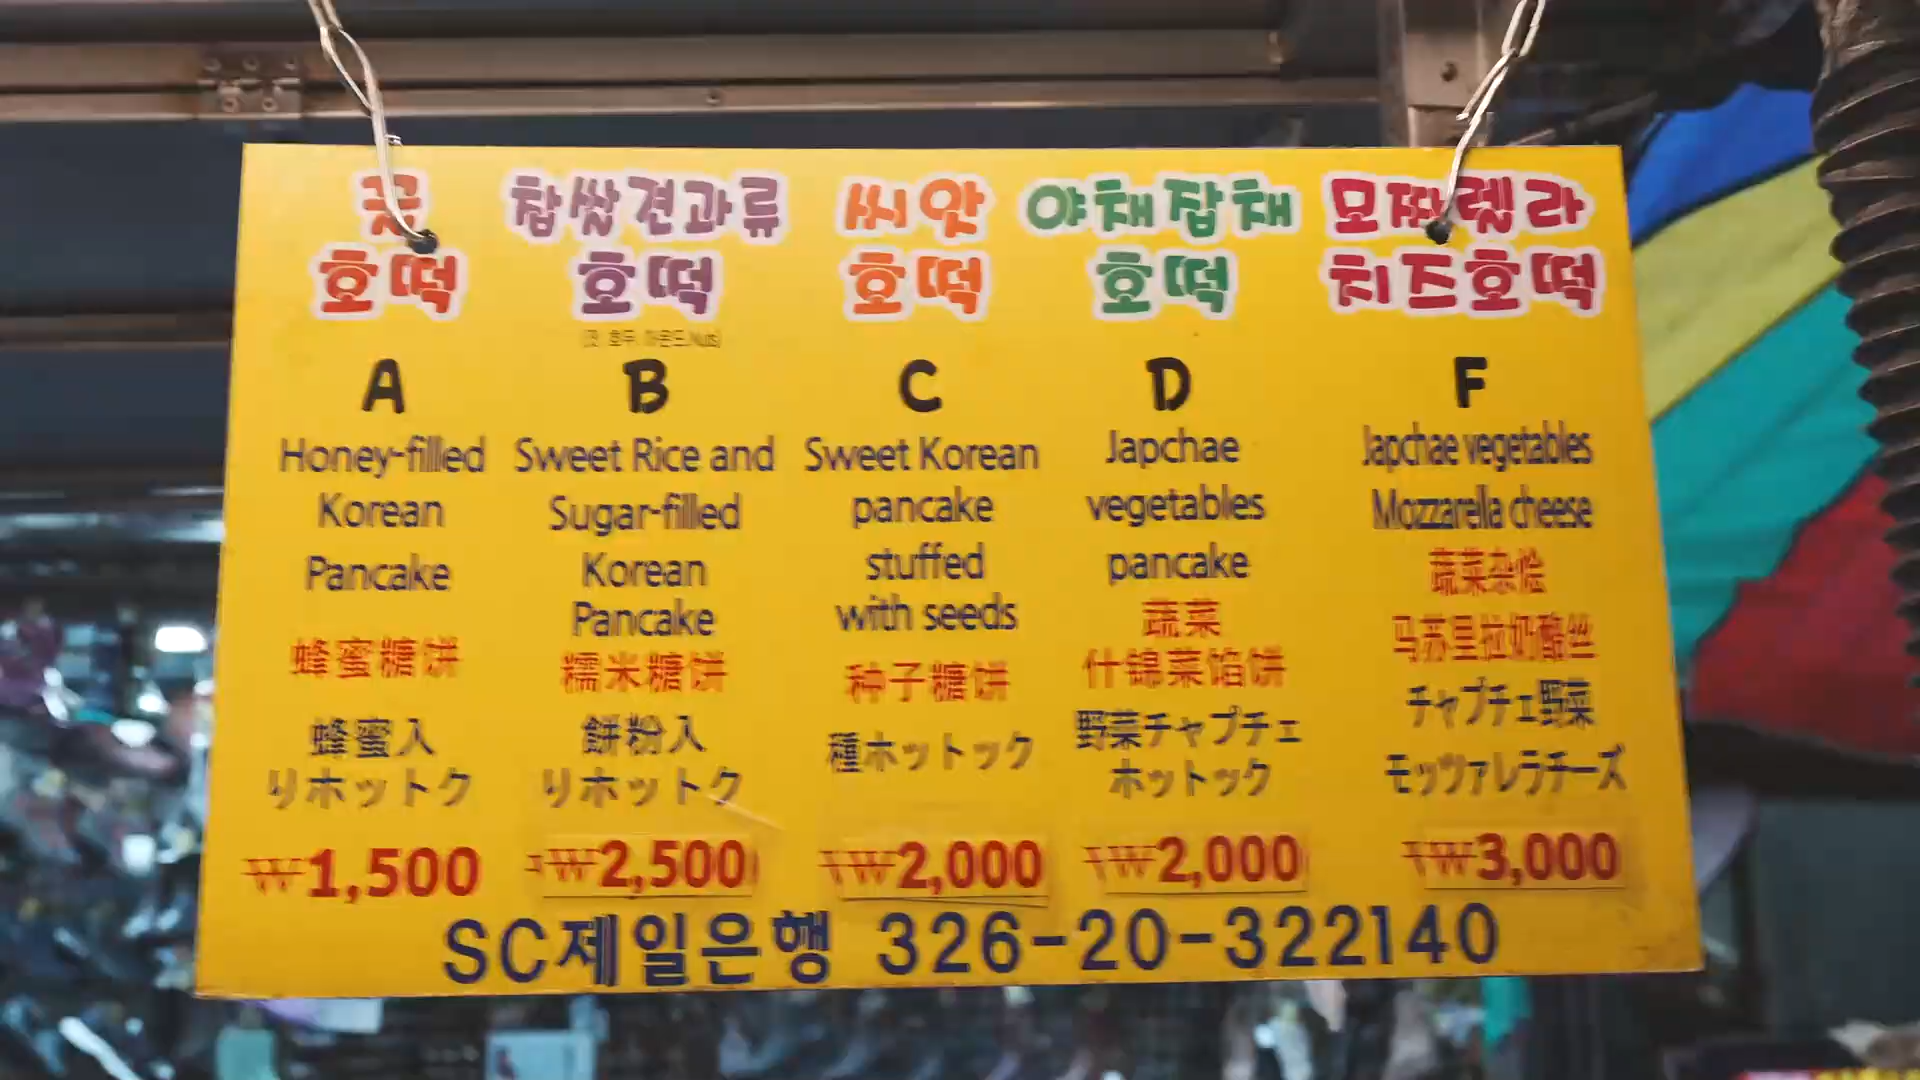 꿀
호떡
A
Honey-filled
Korean
Pancake
蜂蜜糖饼
蜂蜜入
りホットク
₩1,500
찹쌀견과류
호떡
B
Sweet Rice and
Sugar-filled
Korean
Pancake
糯米糖饼
餅粉入
りホットク
₩2,500
씨앗
호떡
C
Sweet Korean
pancake
stuffed
with seeds
种子糖饼
種ホットック
₩2,000
야채잡채
호떡
D
Japchae
vegetables
pancake
蔬菜
什锦菜馅饼
野菜チャプチェ
ホットック
₩2,000
모짜렐라
치즈호떡
F
Japchae vegetables
Mozzarella cheese
蔬菜杂烩
马苏里拉奶酪丝
チャプチェ野菜
モッツァレラチーズ
₩3,000
SC제일은행 326-20-322140